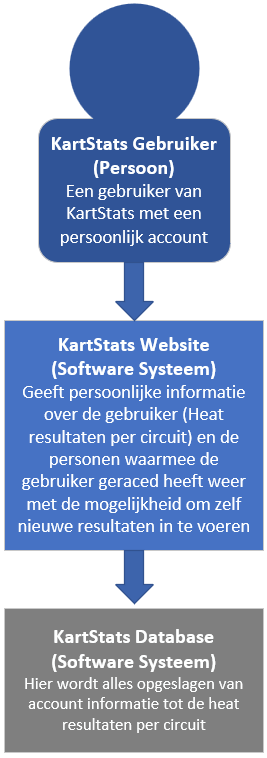 KartStats Gebruiker
(Persoon)
Een gebruiker van
KartStats met een
persoonlijk account
KartStats Website
(Software Systeem)
Geeft persoonlijke informatie
over de gebruiker (Heat
resultaten per circuit) en de
personen waarmee de
gebruiker geraced heeft weer
met de mogelijkheid om zelf
nieuwe resultaten in te voeren
KartStats Database
(Software Systeem)
Hier wordt alles opgeslagen van
account informatie tot de heat
resultaten per circuit